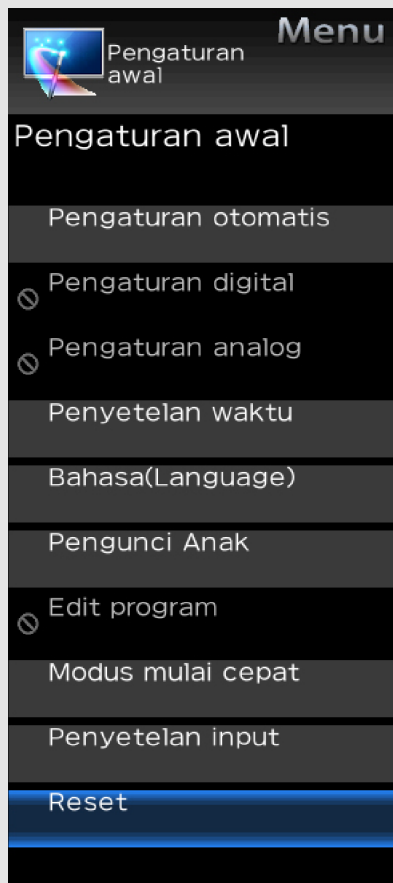 Menu
Pengaturan
awal
Pengaturan awal
Pengaturan otomatis
Pengaturan digital
Pengaturan analog
Penyetelan waktu
Bahasa(Language)
Pengunci Anak
Edit program
Modus mulai cepat
Penyetelan input
Reset